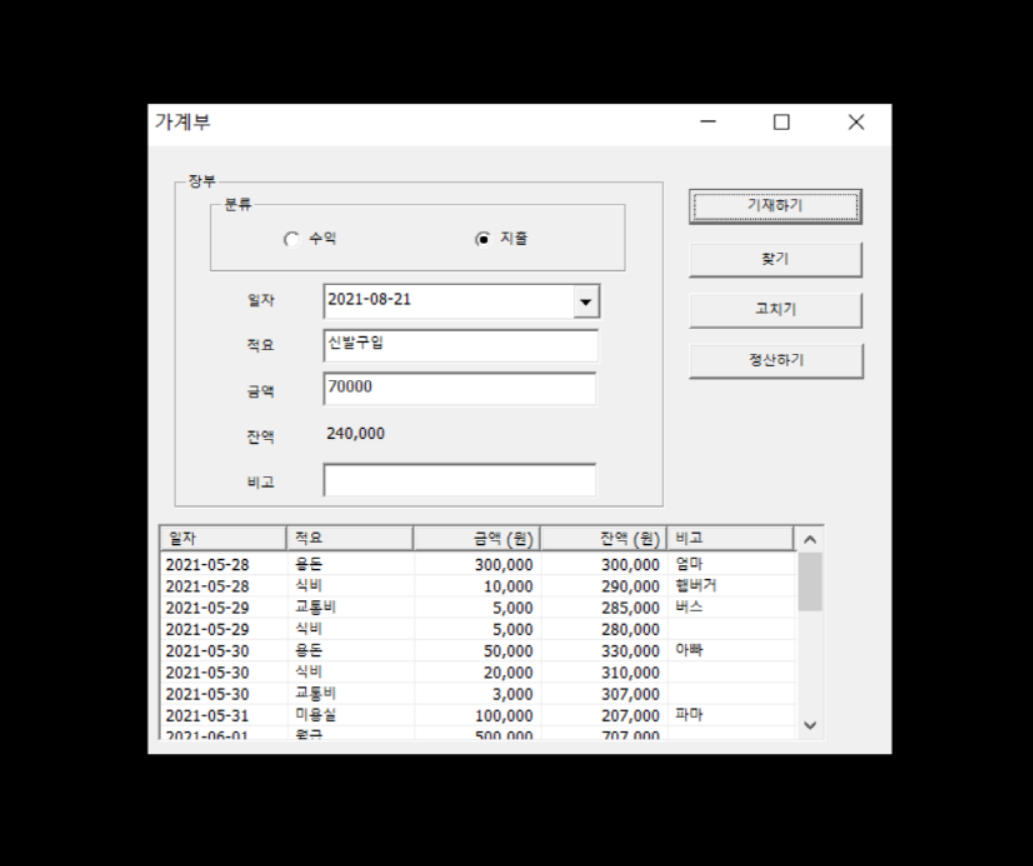 가계부
장부
분류
수익 지출
일자 2021-08-21
적요 신발구입
금액 70000
잔액 240,000
비고
기재하기
찾기
고치기
정산하기
일자 적요 금액 (원) 잔액 (원) 비고
2021-05-28 용돈 300,000 300,000 엄마
2021-05-28 식비 10,000 290,000 햄버거
2021-05-29 교통비 5,000 285,000 버스
2021-05-29 식비 5,000 280,000
2021-05-30 용돈 50,000 330,000 아빠
2021-05-30 식비 20,000 310,000
2021-05-30 교통비 3,000 307,000
2021-05-31 미용실 100,000 207,000 파마
2021-06-01 월급 500,000 707,000